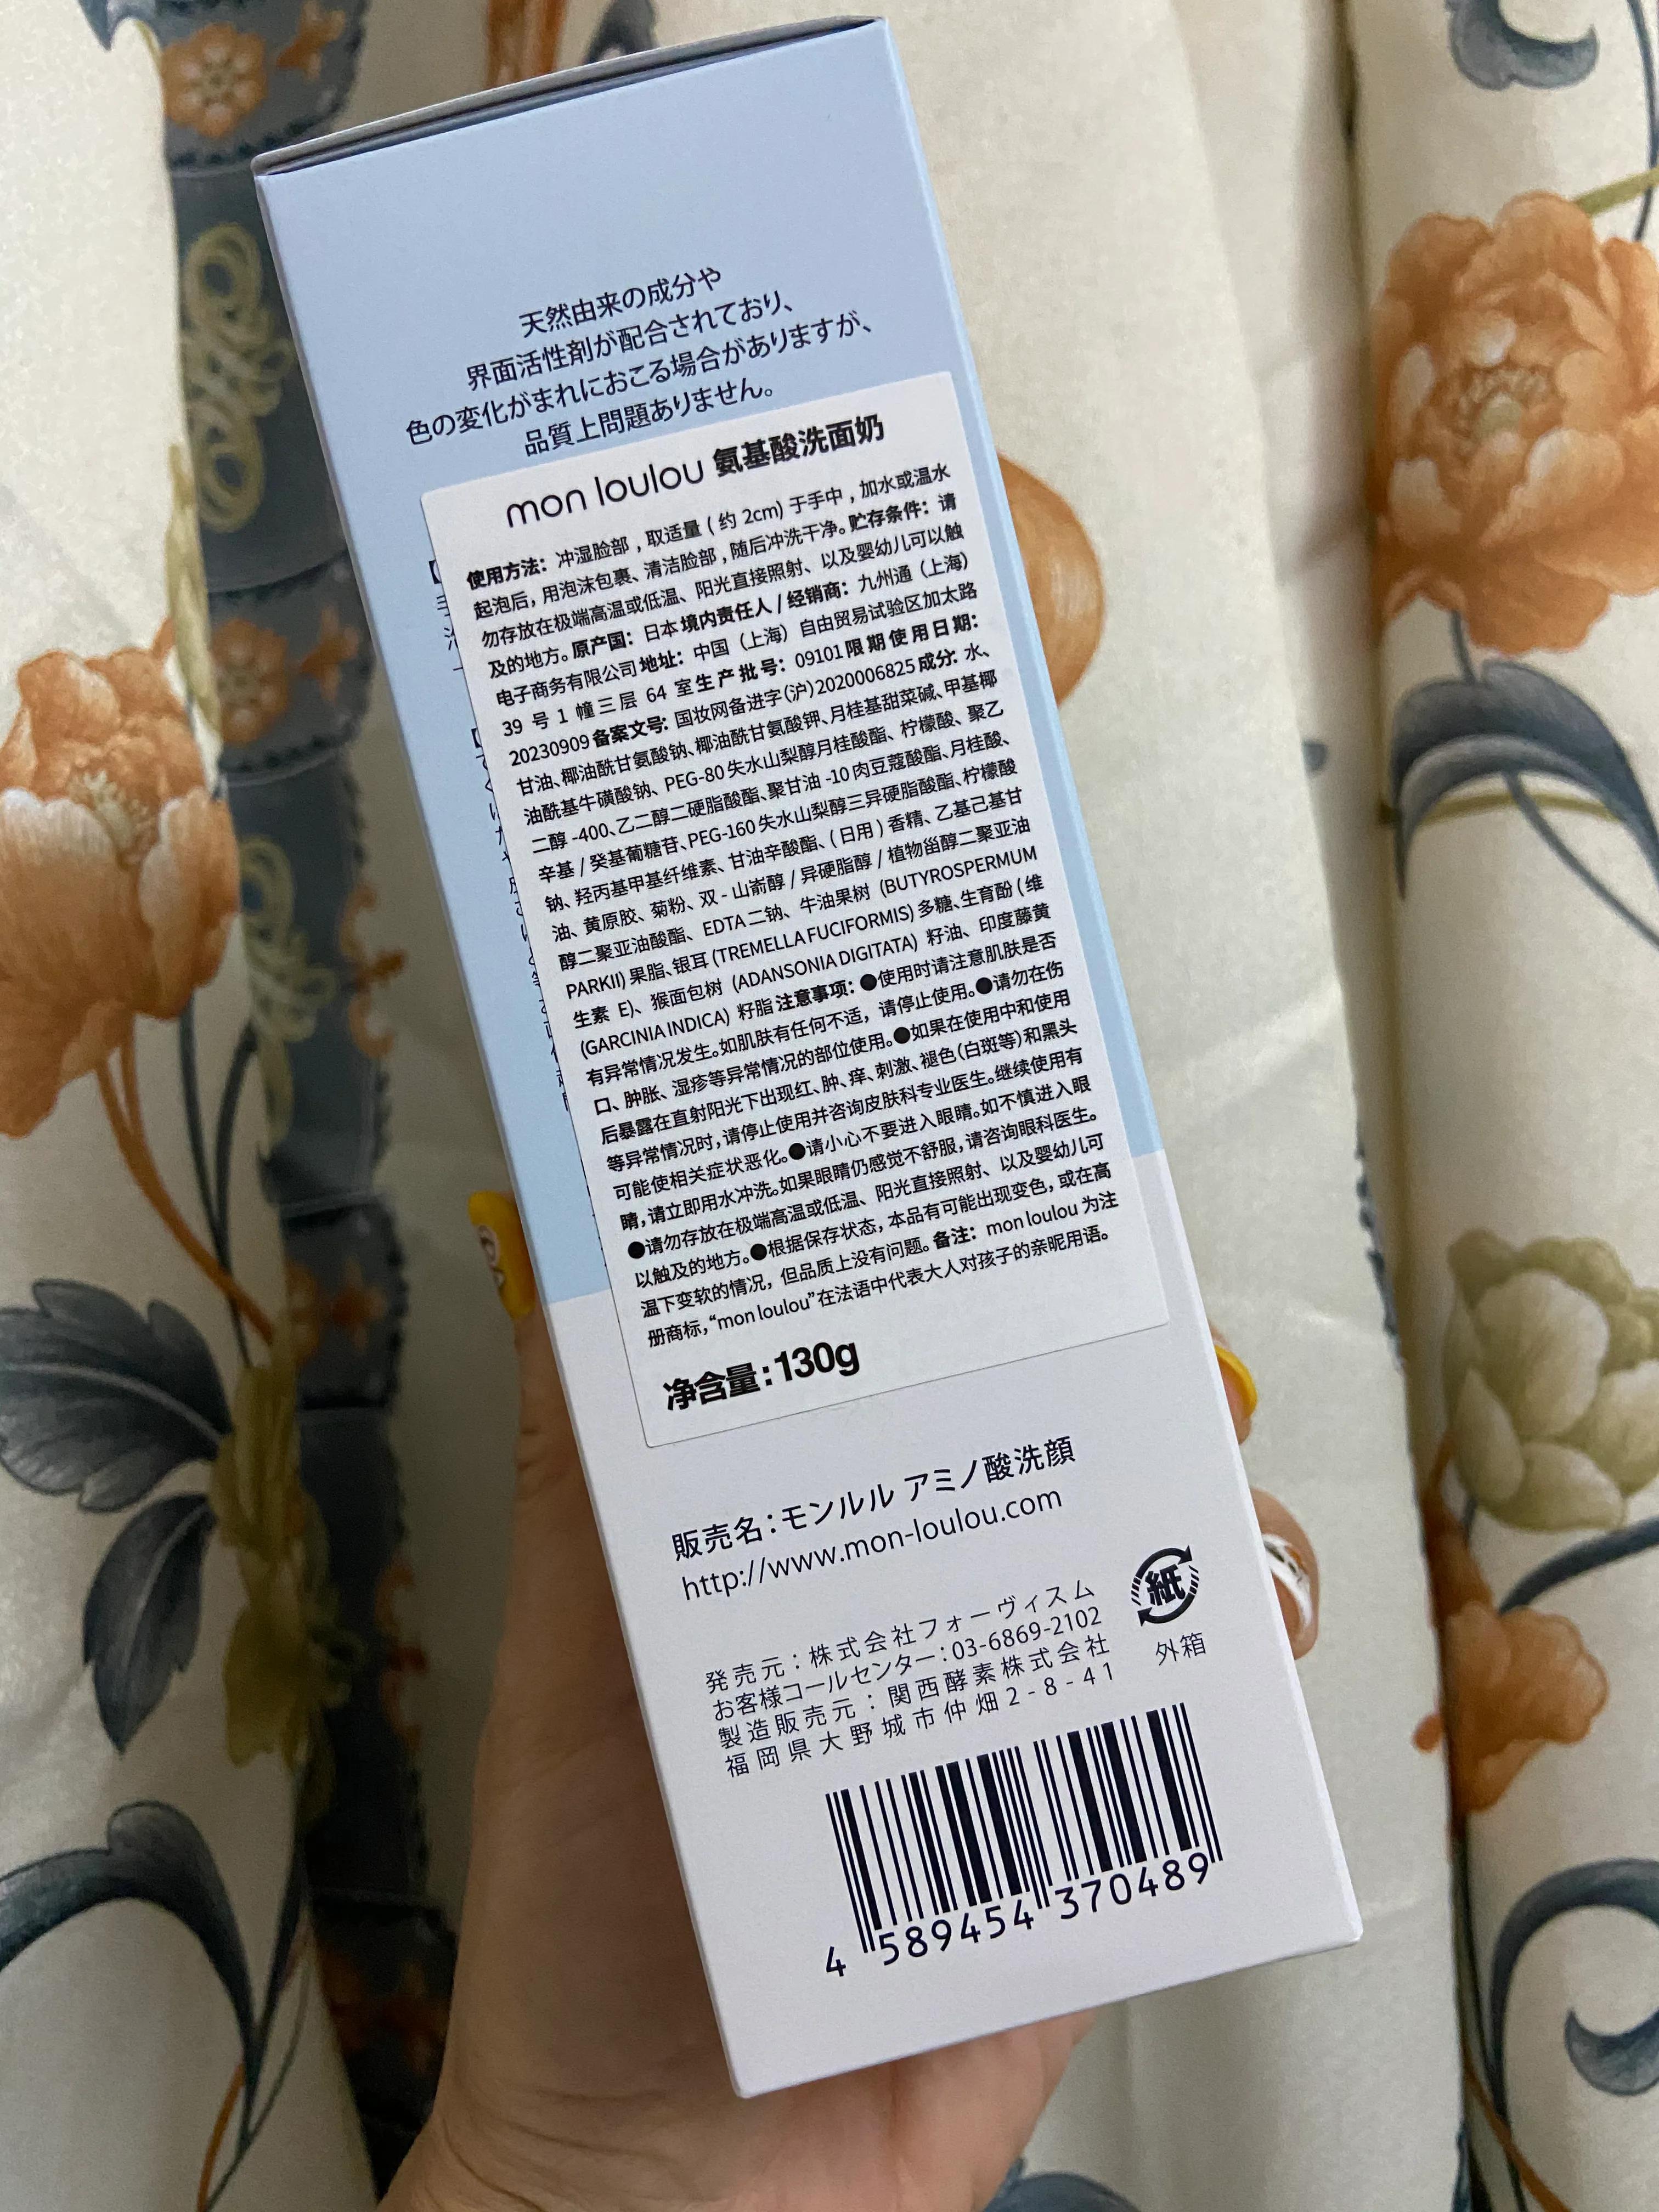 天然由来の成分や
界面活性剤が配合されており、
色の変化がまれにおこる場合がありますが、
品質上問題ありません。
mon loulou 氨基酸洗面奶
使用方法：冲湿脸部，取适量(约 2cm)于手中，加水或温水
起泡后，用泡沫包裹、清洁脸部，随后冲洗干净。贮存条件：请
勿存放在极端高温或低温、阳光直接照射、以及婴幼儿可以触
及的地方。原产国：日本 境内责任人 / 经销商：九州通（上海）
电子商务有限公司 地址：中国（上海）自由贸易试验区加太路
39 号 1 幢三层 64 室 生产批号：09101 限期使用日期：
20230909 备案文号: 国妆网备进字(沪)2020006825 成分: 水、
甘油、椰油酰甘氨酸钠、椰油酰甘氨酸钾、月桂基甜菜碱、甲基椰
油酰基牛磺酸钠、PEG-80 失水山梨醇月桂酸酯、柠檬酸、聚乙
二醇 -400、乙二醇二硬脂酸酯、聚甘油 -10 肉豆蔻酸酯、月桂酸、
辛基 / 癸基葡糖苷、PEG-160 失水山梨醇三异硬脂酸酯、柠檬酸
钠、羟丙基甲基纤维素、甘油辛酸酯、(日用)香精、乙基己基甘
油、黄原胶、菊粉、双 - 山嵛醇 / 异硬脂醇 / 植物甾醇二聚亚油
醇二聚亚油酸酯、EDTA 二钠、牛油果树 (BUTYROSPERMUM
PARKII) 果脂、银耳 (TREMELLA FUCIFORMIS) 多糖、生育酚 ( 维
生素 E)、猴面包树 (ADANSONIA DIGITATA) 籽油、印度藤黄
(GARCINIA INDICA) 籽脂 注意事项：●使用时请注意肌肤是否
有异常情况发生。如肌肤有任何不适，请停止使用。●请勿在伤
口、肿胀、湿疹等异常情况的部位使用。●如果在使用中和使用
后暴露在直射阳光下出现红、肿、痒、刺激、褪色(白斑等)和黑头
等异常情况时，请停止使用并咨询皮肤科专业医生。继续使用有
可能使相关症状恶化。●请小心不要进入眼睛。如不慎进入眼
睛，请立即用水冲洗。如果眼睛仍感觉不舒服，请咨询眼科医生。
●请勿存放在极端高温或低温、阳光直接照射、以及婴幼儿可
以触及的地方。●根据保存状态，本品有可能出现变色，或在高
温下变软的情况，但品质上没有问题。备注：mon loulou 为注
册商标，“mon loulou”在法语中代表大人对孩子的亲昵用语。
净含量：130g
販売名：モンルル アミノ酸洗顔
http://www.mon-loulou.com
発売元：株式会社フォーヴィスム
お客様コールセンター：03-6869-2102
製造販売元：関西酵素株式会社
福岡県大野城市仲畑2-8-41
紙
外箱
4 589454 370489